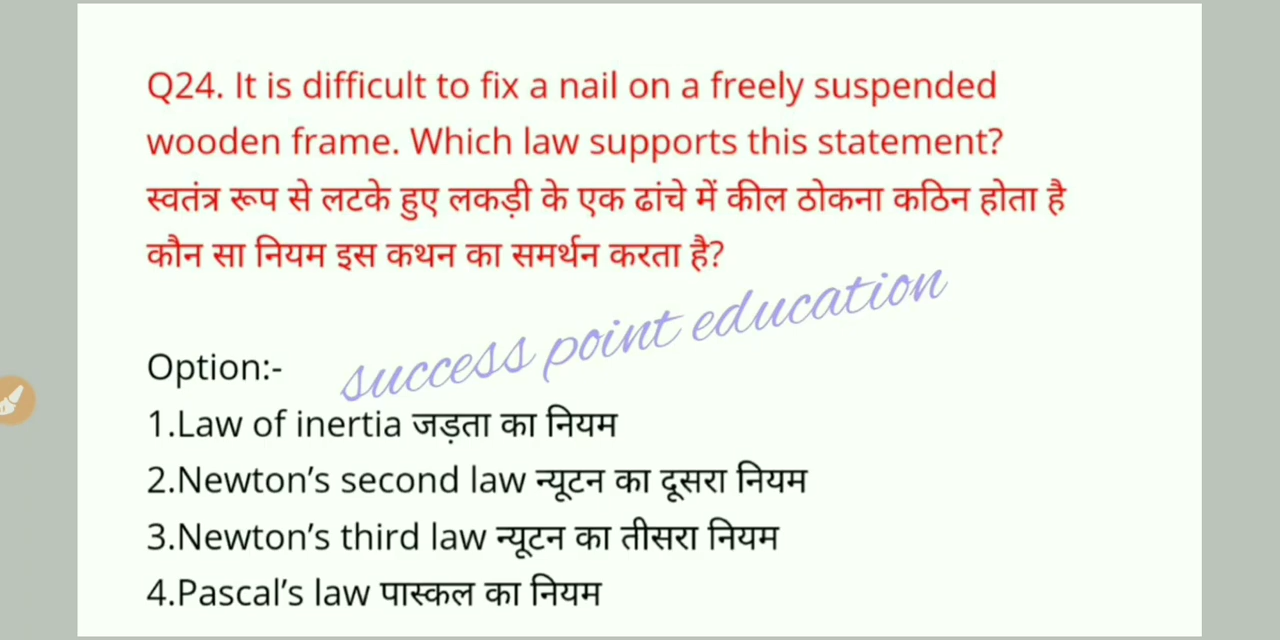 Q24. It is difficult to fix a nail on a freely suspended
wooden frame. Which law supports this statement?
स्वतंत्र रूप से लटके हुए लकड़ी के एक ढांचे में कील ठोकना कठिन होता है
कौन सा नियम इस कथन का समर्थन करता है?
success point education
Option:-
1.Law of inertia जड़ता का नियम
2.Newton’s second law न्यूटन का दूसरा नियम
3.Newton’s third law न्यूटन का तीसरा नियम
4.Pascal’s law पास्कल का नियम